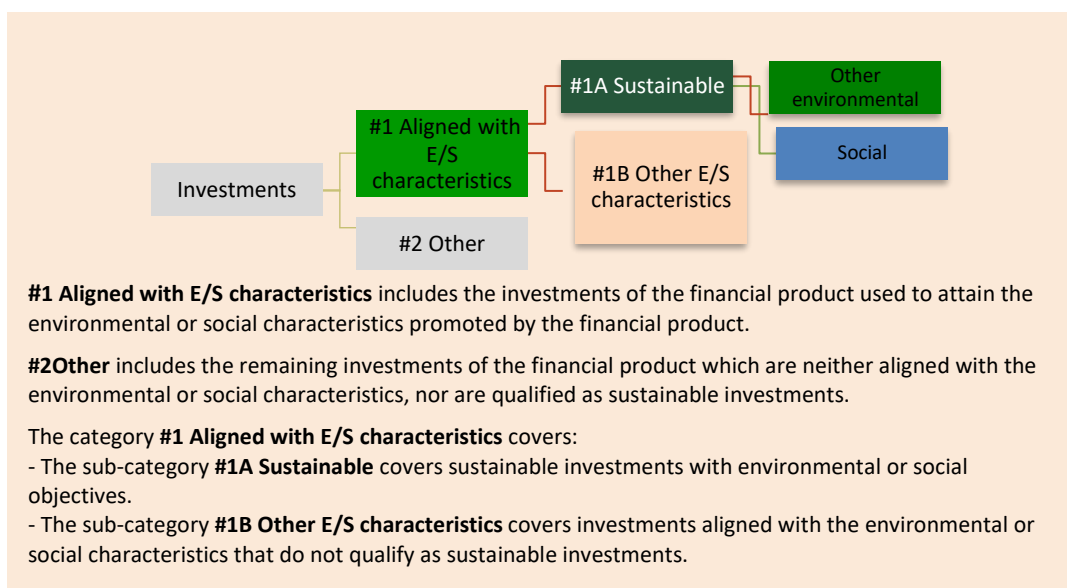 #1A Sustainable
Other
environmental
#1 Aligned with
E/S
characteristics
Social
Investments
#1B Other E/S
characteristics
#2 Other
#1 Aligned with E/S characteristics includes the investments of the financial product used to attain the
environmental or social characteristics promoted by the financial product.
#2Other includes the remaining investments of the financial product which are neither aligned with the
environmental or social characteristics, nor are qualified as sustainable investments.
The category #1 Aligned with E/S characteristics covers:
- The sub-category #1A Sustainable covers sustainable investments with environmental or social
objectives.
- The sub-category #1B Other E/S characteristics covers investments aligned with the environmental or
social characteristics that do not qualify as sustainable investments.